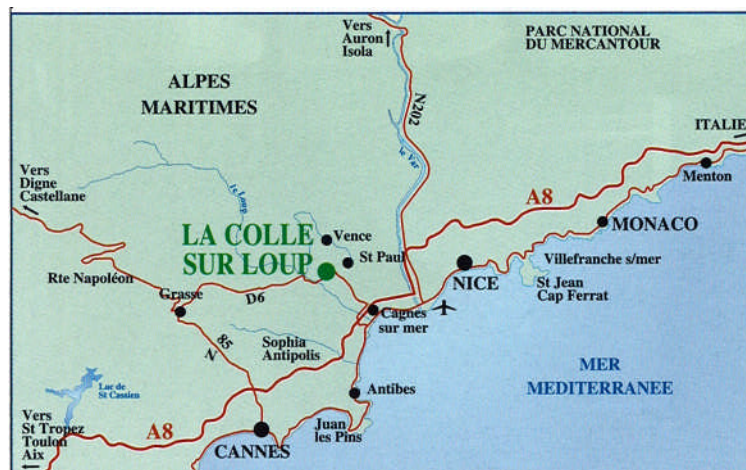 Vers
Auron
Isola
PARC NATIONAL
DU MERCANTOUR
ALPES
MARITIMES
N202
le Var
ITALIE
Menton
Vers
Digne
Castellane
le Loup
A8
MONACO
Vence
LA COLLE
SUR LOUP
St Paul
Villefranche s/mer
NICE
St Jean
Cap Ferrat
Rte Napoléon
Grasse
D6
Cagnes
sur mer
85
N
Sophia
Antipolis
MER
MEDITERRANEE
Lac de
St Cassien
Antibes
Vers
St Tropez
Toulon
Aix
A8
CANNES
Juan
les Pins